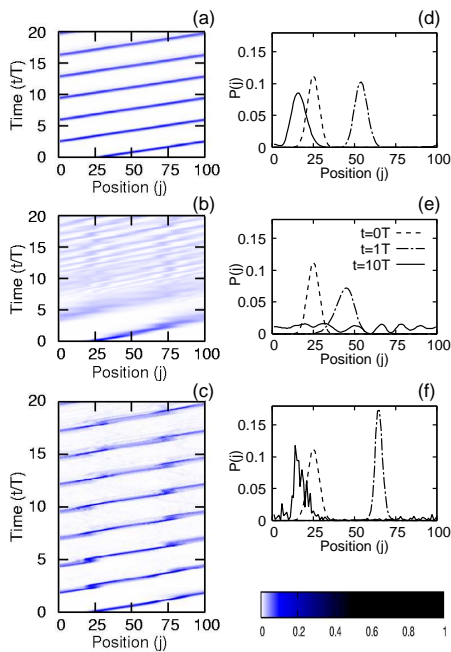 (a)
20
15
10
5
0
Time (t/T)
0 25 50 75 100
Position (j)
(b)
20
15
10
5
0
Time (t/T)
0 25 50 75 100
Position (j)
(c)
20
15
10
5
0
Time (t/T)
0 25 50 75 100
Position (j)
(d)
0.15
0.1
0.05
0
P(j)
0 25 50 75 100
Position (j)
(e)
t=0T
t=1T
t=10T
0.15
0.1
0.05
0
P(j)
0 25 50 75 100
Position (j)
(f)
0.15
0.1
0.05
0
P(j)
0 25 50 75 100
Position (j)
0 0.2 0.4 0.6 0.8 1